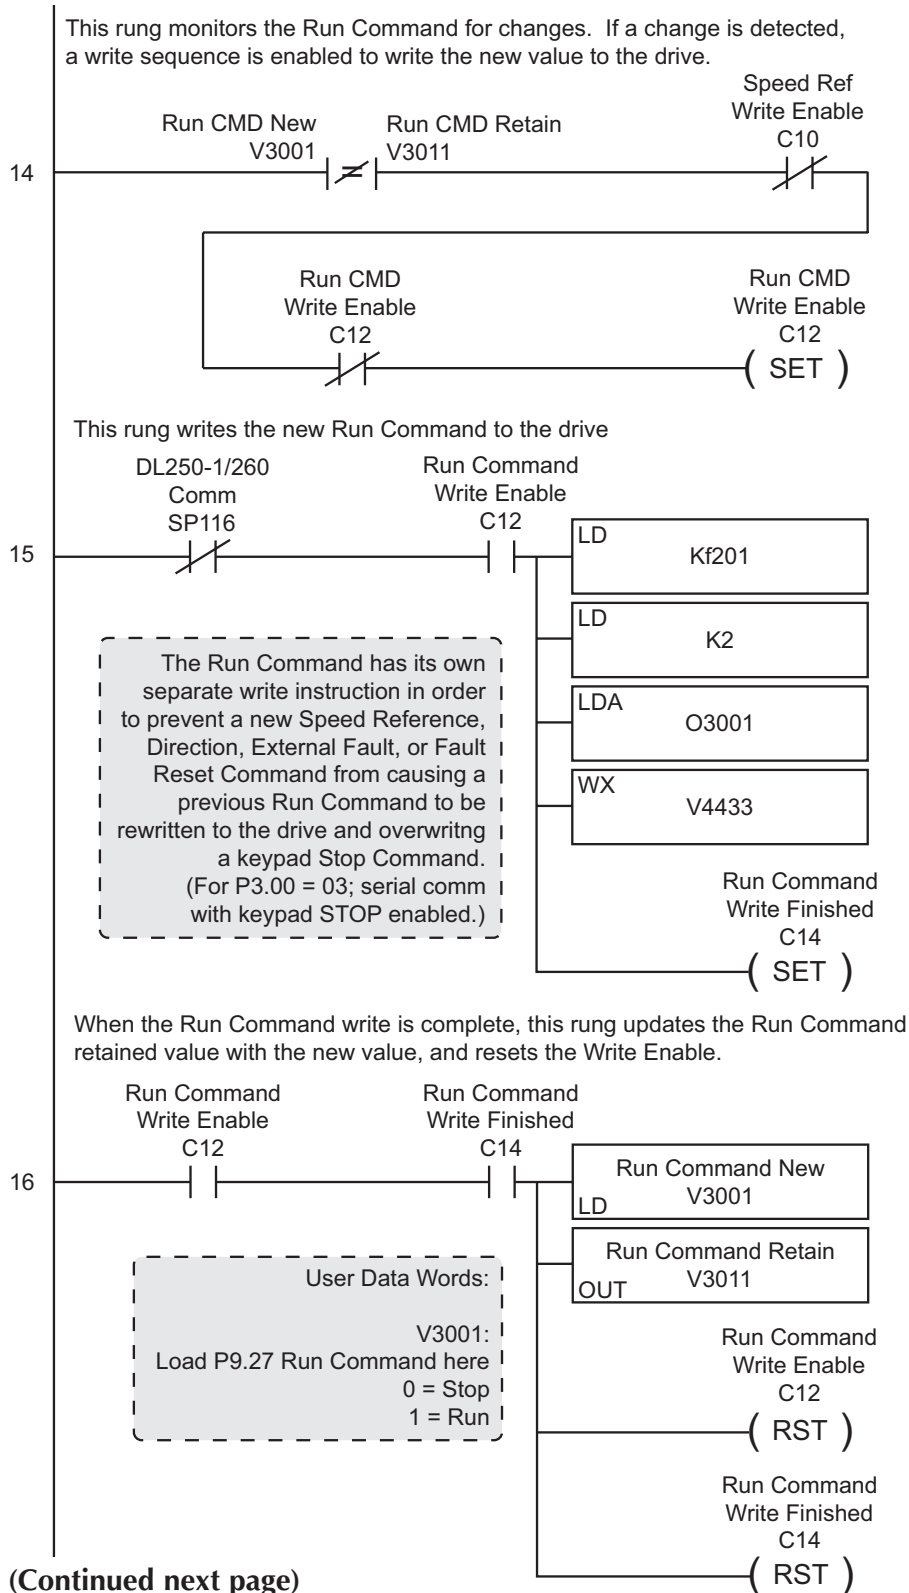 This rung monitors the Run Command for changes.  If a change is detected,
a write sequence is enabled to write the new value to the drive.
Speed Ref
Write Enable
C10
Run CMD New
V3001
Run CMD Retain
V3011
14
Run CMD
Write Enable
C12
Run CMD
Write Enable
C12
( SET )
This rung writes the new Run Command to the drive
DL250-1/260
Comm
SP116
Run Command
Write Enable
C12
15
LD
Kf201
LD
K2
LDA
O3001
WX
V4433
The Run Command has its own
separate write instruction in order
to prevent a new Speed Reference,
Direction, External Fault, or Fault
Reset Command from causing a
previous Run Command to be
rewritten to the drive and overwritng
a keypad Stop Command.
(For P3.00 = 03; serial comm
with keypad STOP enabled.)
Run Command
Write Finished
C14
( SET )
When the Run Command write is complete, this rung updates the Run Command
retained value with the new value, and resets the Write Enable.
Run Command
Write Enable
C12
Run Command
Write Finished
C14
16
Run Command New
V3001
LD
Run Command Retain
V3011
OUT
User Data Words:
V3001:
Load P9.27 Run Command here
0 = Stop
1 = Run
Run Command
Write Enable
C12
( RST )
Run Command
Write Finished
C14
( RST )
(Continued next page)